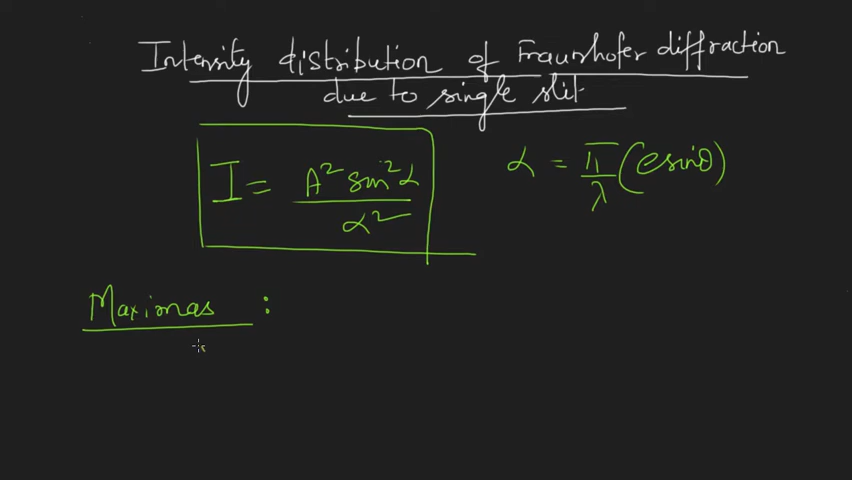 Intensity distribution of Fraunhofer diffraction
due to single slit
I = A² sin²α / α²
α = π/λ (e sinθ)
Maximas :